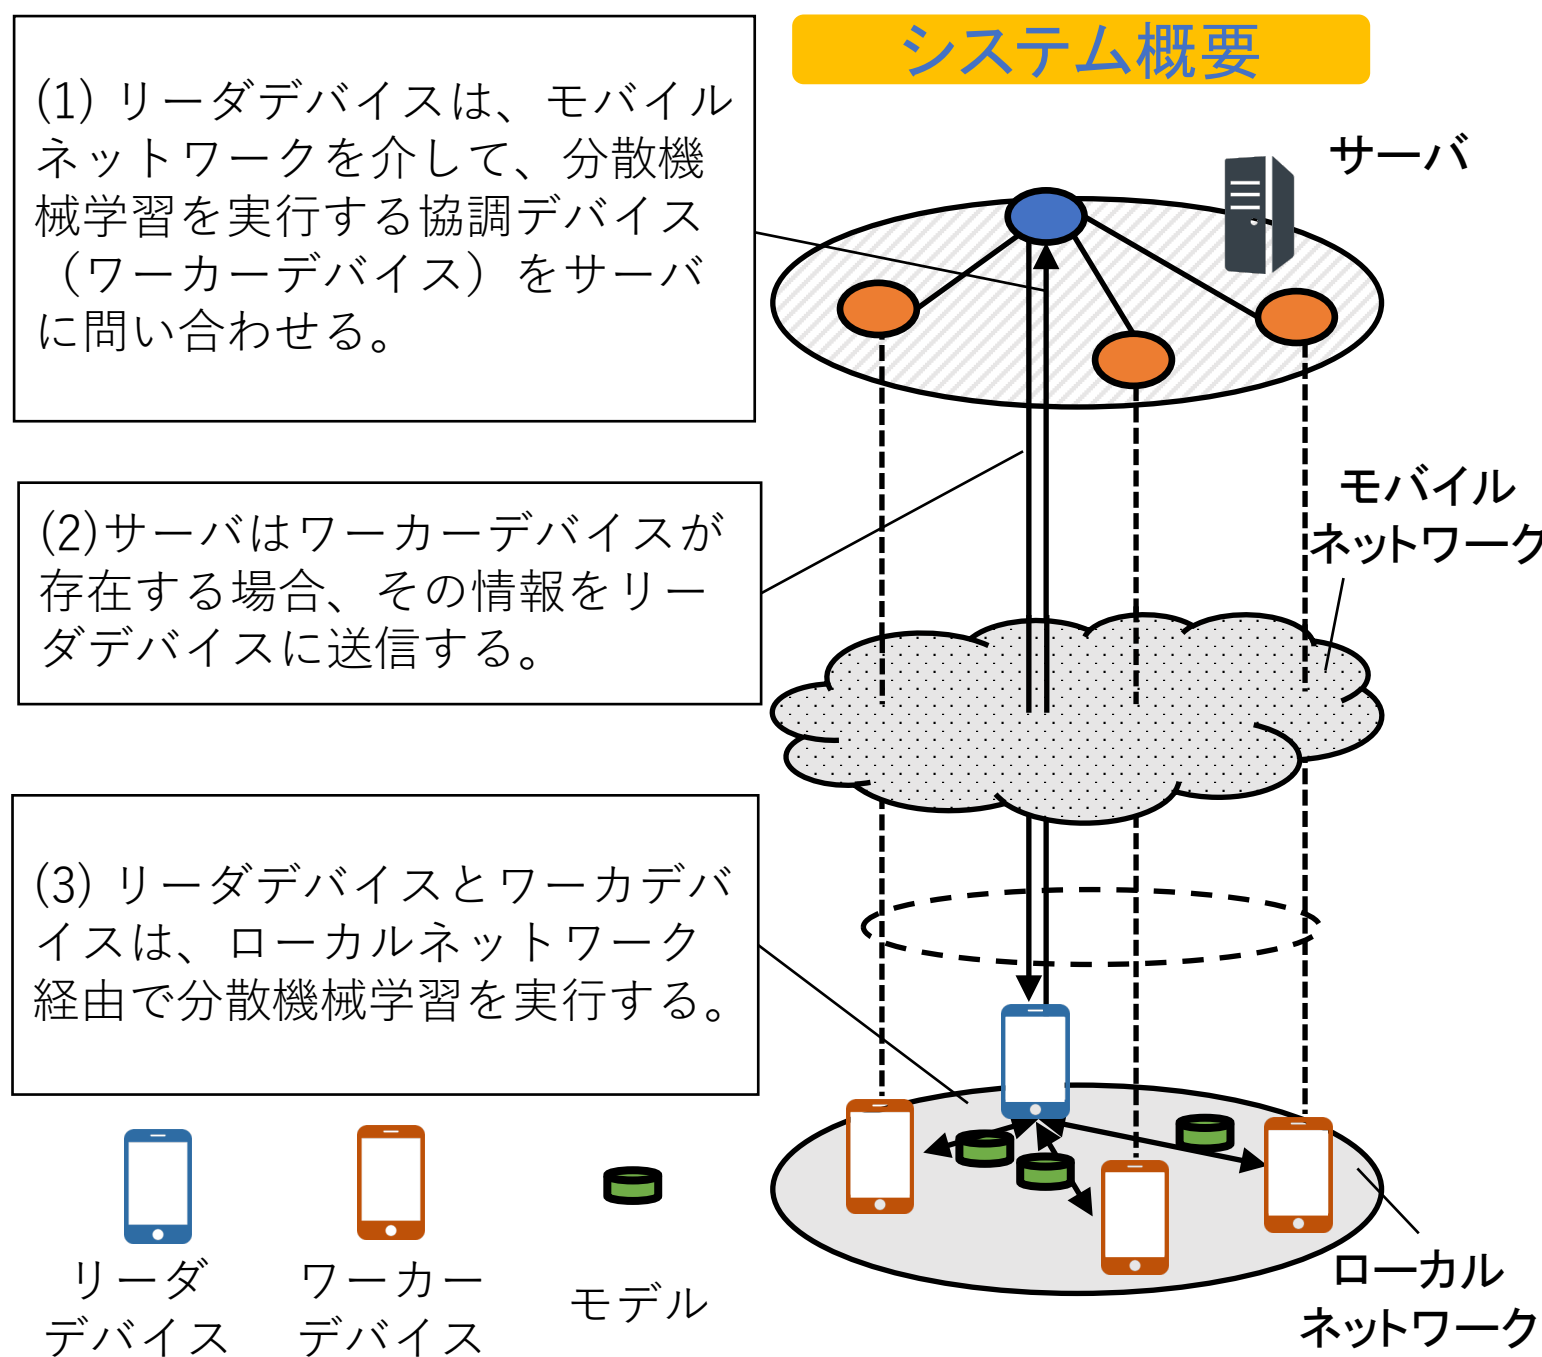 システム概要
(1) リーダデバイスは、モバイル
ネットワークを介して、分散機
械学習を実行する協調デバイス
（ワーカーデバイス）をサーバ
に問い合わせる。
サーバ
(2)サーバはワーカーデバイスが
存在する場合、その情報をリー
ダデバイスに送信する。
モバイル
ネットワーク
(3) リーダデバイスとワーカデバ
イスは、ローカルネットワーク
経由で分散機械学習を実行する。
リーダ
デバイス
ワーカー
デバイス
モデル
ローカル
ネットワーク